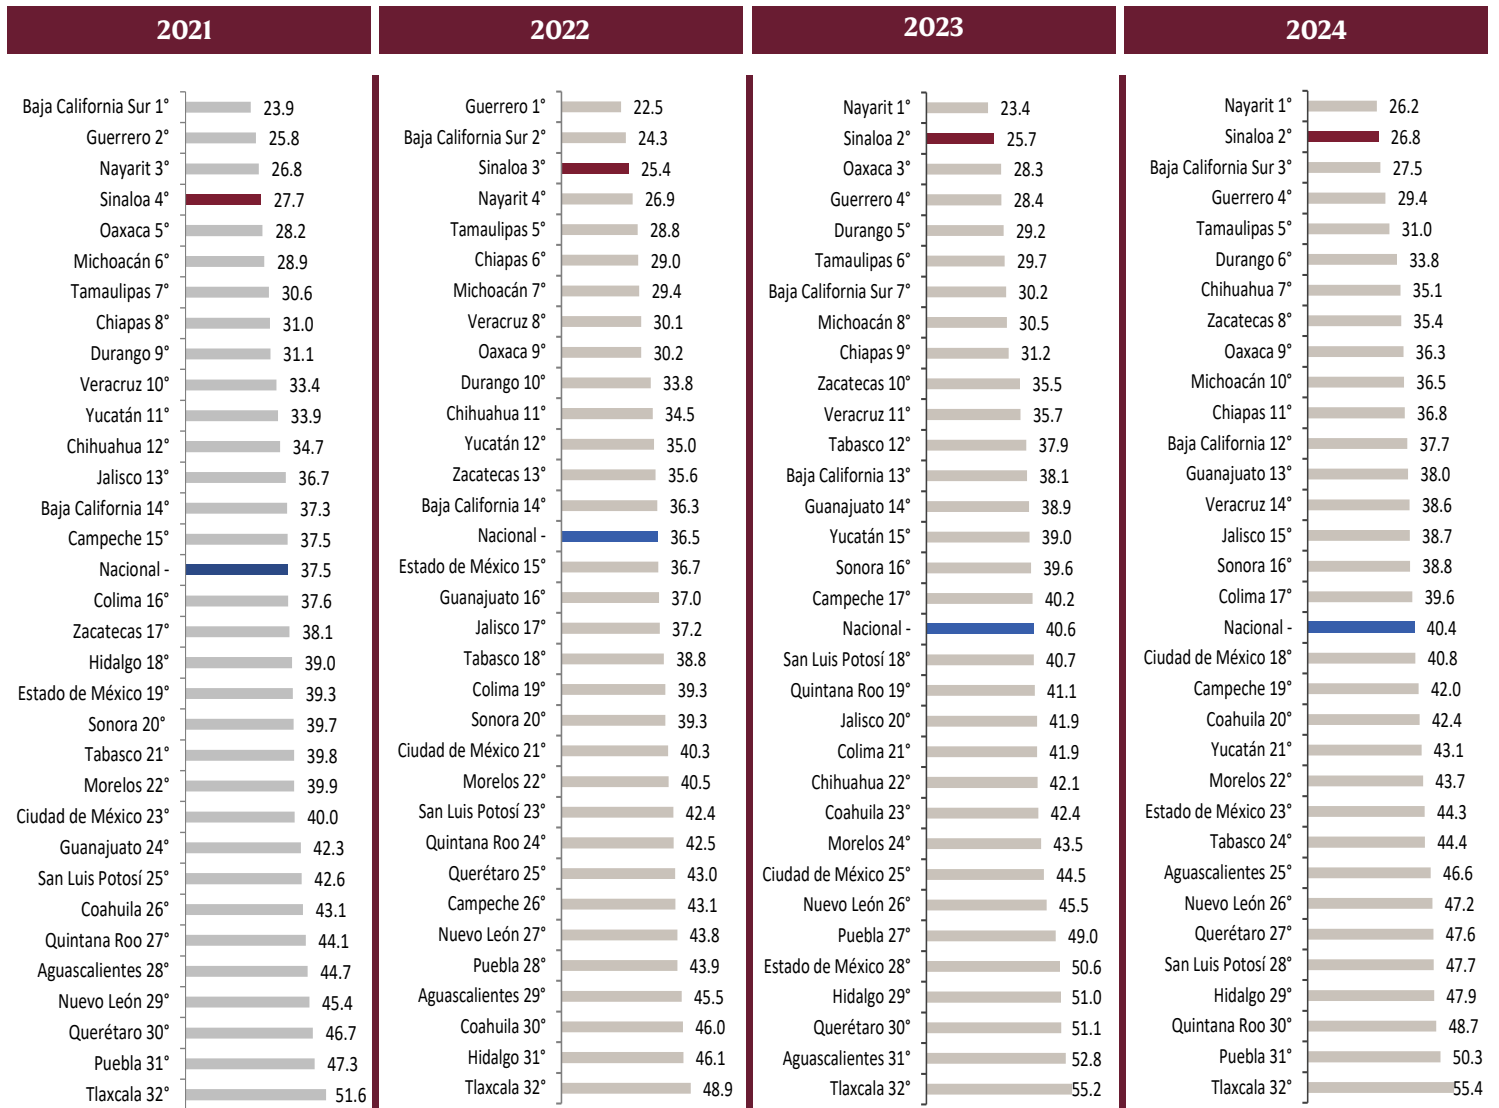 2021
Baja California Sur 1° 23.9
Guerrero 2° 25.8
Nayarit 3° 26.8
Sinaloa 4° 27.7
Oaxaca 5° 28.2
Michoacán 6° 28.9
Tamaulipas 7° 30.6
Chiapas 8° 31.0
Durango 9° 31.1
Veracruz 10° 33.4
Yucatán 11° 33.9
Chihuahua 12° 34.7
Jalisco 13° 36.7
Baja California 14° 37.3
Campeche 15° 37.5
Nacional - 37.5
Colima 16° 37.6
Zacatecas 17° 38.1
Hidalgo 18° 39.0
Estado de México 19° 39.3
Sonora 20° 39.7
Tabasco 21° 39.8
Morelos 22° 39.9
Ciudad de México 23° 40.0
Guanajuato 24° 42.3
San Luis Potosí 25° 42.6
Coahuila 26° 43.1
Quintana Roo 27° 44.1
Aguascalientes 28° 44.7
Nuevo León 29° 45.4
Querétaro 30° 46.7
Puebla 31° 47.3
Tlaxcala 32° 51.6
2022
Guerrero 1° 22.5
Baja California Sur 2° 24.3
Sinaloa 3° 25.4
Nayarit 4° 26.9
Tamaulipas 5° 28.8
Chiapas 6° 29.0
Michoacán 7° 29.4
Veracruz 8° 30.1
Oaxaca 9° 30.2
Durango 10° 33.8
Chihuahua 11° 34.5
Yucatán 12° 35.0
Zacatecas 13° 35.6
Baja California 14° 36.3
Nacional - 36.5
Estado de México 15° 36.7
Guanajuato 16° 37.0
Jalisco 17° 37.2
Tabasco 18° 38.8
Colima 19° 39.3
Sonora 20° 39.3
Ciudad de México 21° 40.3
Morelos 22° 40.5
San Luis Potosí 23° 42.4
Quintana Roo 24° 42.5
Querétaro 25° 43.0
Campeche 26° 43.1
Nuevo León 27° 43.8
Puebla 28° 43.9
Aguascalientes 29° 45.5
Coahuila 30° 46.0
Hidalgo 31° 46.1
Tlaxcala 32° 48.9
2023
Nayarit 1° 23.4
Sinaloa 2° 25.7
Oaxaca 3° 28.3
Guerrero 4° 28.4
Durango 5° 29.2
Tamaulipas 6° 29.7
Baja California Sur 7° 30.2
Michoacán 8° 30.5
Chiapas 9° 31.2
Zacatecas 10° 35.5
Veracruz 11° 35.7
Tabasco 12° 37.9
Baja California 13° 38.1
Guanajuato 14° 38.9
Yucatán 15° 39.0
Sonora 16° 39.6
Campeche 17° 40.2
Nacional - 40.6
San Luis Potosí 18° 40.7
Quintana Roo 19° 41.1
Jalisco 20° 41.9
Colima 21° 41.9
Chihuahua 22° 42.1
Coahuila 23° 42.4
Morelos 24° 43.5
Ciudad de México 25° 44.5
Nuevo León 26° 45.5
Puebla 27° 49.0
Estado de México 28° 50.6
Hidalgo 29° 51.0
Querétaro 30° 51.1
Aguascalientes 31° 52.8
Tlaxcala 32° 55.2
2024
Nayarit 1° 26.2
Sinaloa 2° 26.8
Baja California Sur 3° 27.5
Guerrero 4° 29.4
Tamaulipas 5° 31.0
Durango 6° 33.8
Chihuahua 7° 35.1
Zacatecas 8° 35.4
Oaxaca 9° 36.3
Michoacán 10° 36.5
Chiapas 11° 36.8
Baja California 12° 37.7
Guanajuato 13° 38.0
Veracruz 14° 38.6
Jalisco 15° 38.7
Sonora 16° 38.8
Colima 17° 39.6
Nacional - 40.4
Ciudad de México 18° 40.8
Campeche 19° 42.0
Coahuila 20° 42.4
Yucatán 21° 43.1
Morelos 22° 43.7
Estado de México 23° 44.3
Tabasco 24° 44.4
Aguascalientes 25° 46.6
Nuevo León 26° 47.2
Querétaro 27° 47.6
San Luis Potosí 28° 47.7
Hidalgo 29° 47.9
Quintana Roo 30° 48.7
Puebla 31° 50.3
Tlaxcala 32° 55.4